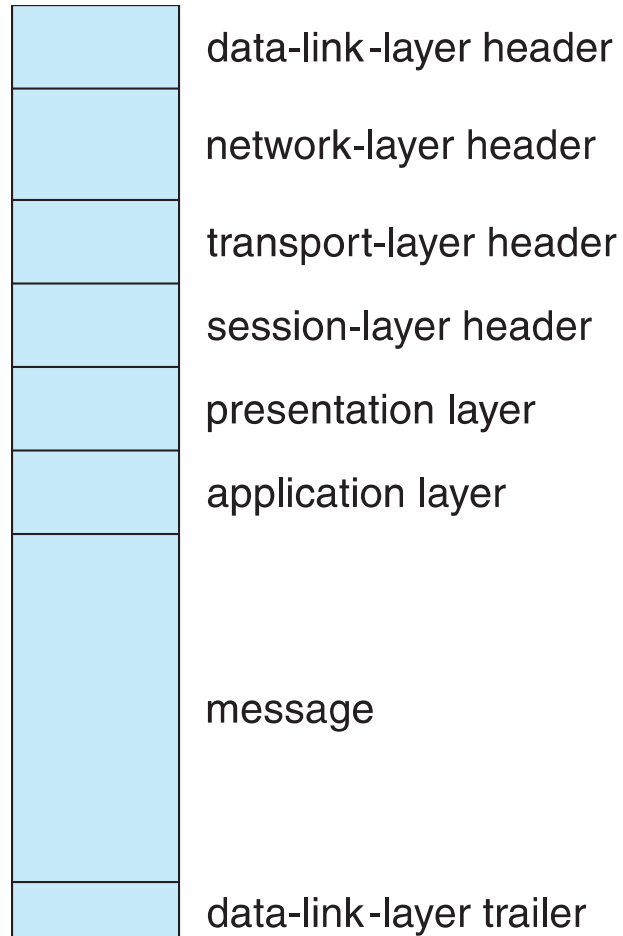 data-link-layer header
network-layer header
transport-layer header
session-layer header
presentation layer
application layer
message
data-link-layer trailer